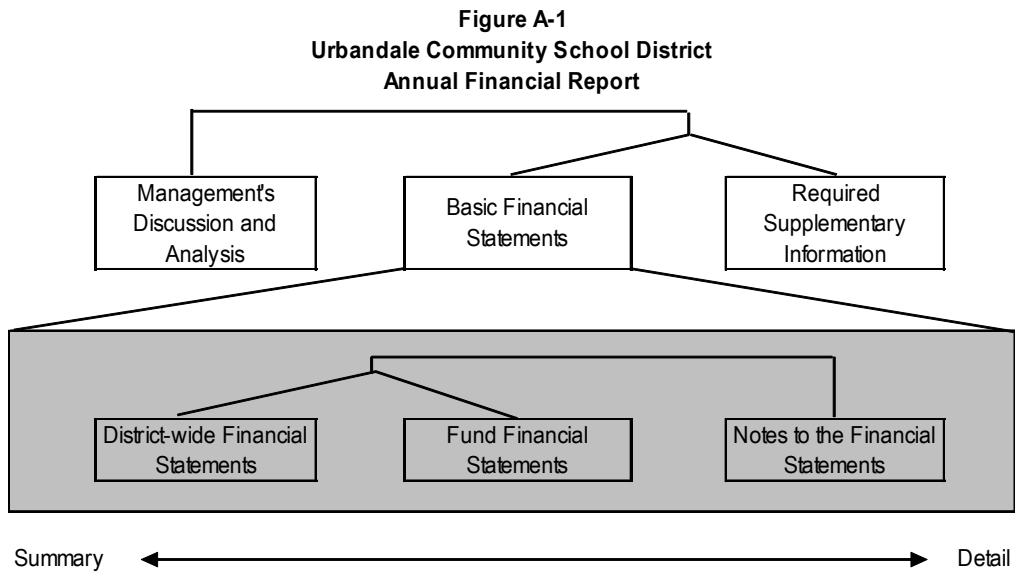 Figure A-1
Urbandale Community School District
Annual Financial Report
Management's
Discussion and
Analysis
Basic Financial
Statements
Required
Supplementary
Information
District-wide Financial
Statements
Fund Financial
Statements
Notes to the Financial
Statements
Summary
Detail